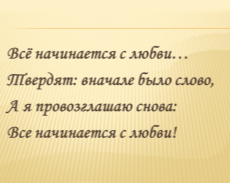 Всё начинается с любви…
Твердят: вначале было слово,
А я провозглашаю снова:
Все начинается с любви!